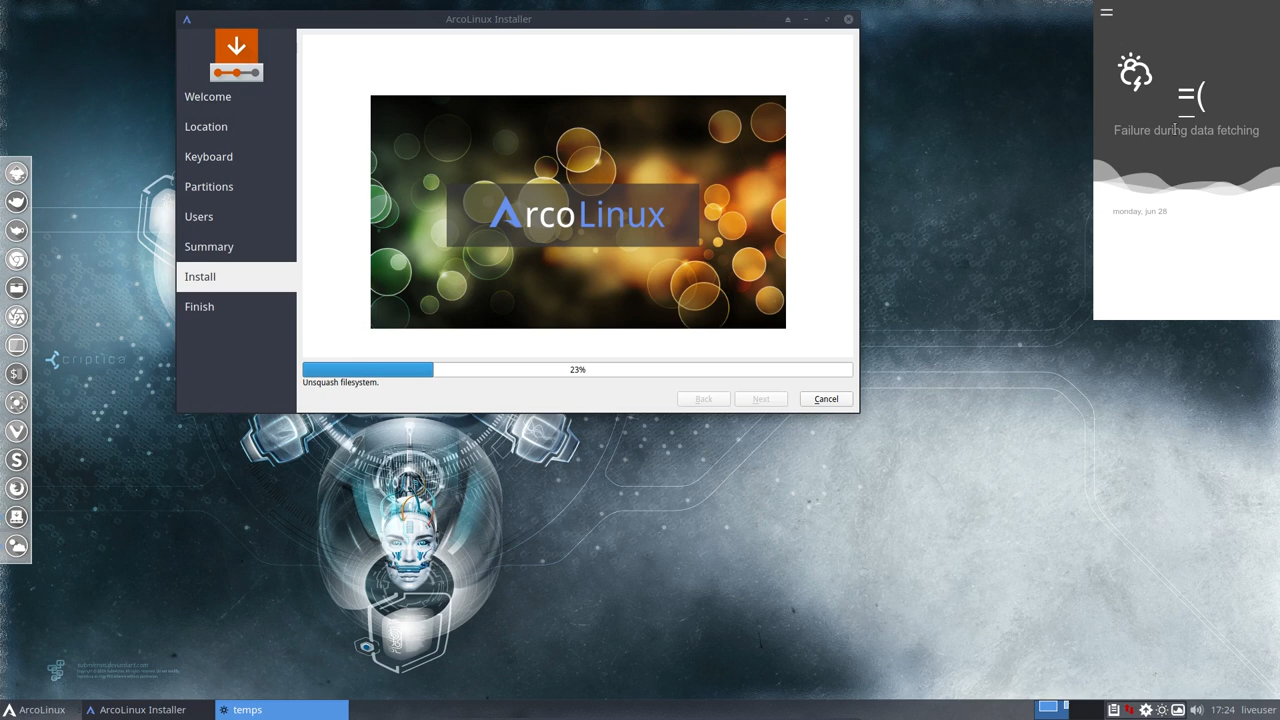 ArcoLinux Installer
Welcome
Location
Keyboard
Partitions
Users
Summary
Install
Finish
ArcoLinux
23%
Unsquash filesystem.
Back
Next
Cancel
=(
Failure during data fetching
monday, jun 28
criptica
ArcoLinux
ArcoLinux Installer
temps
17:24
liveuser